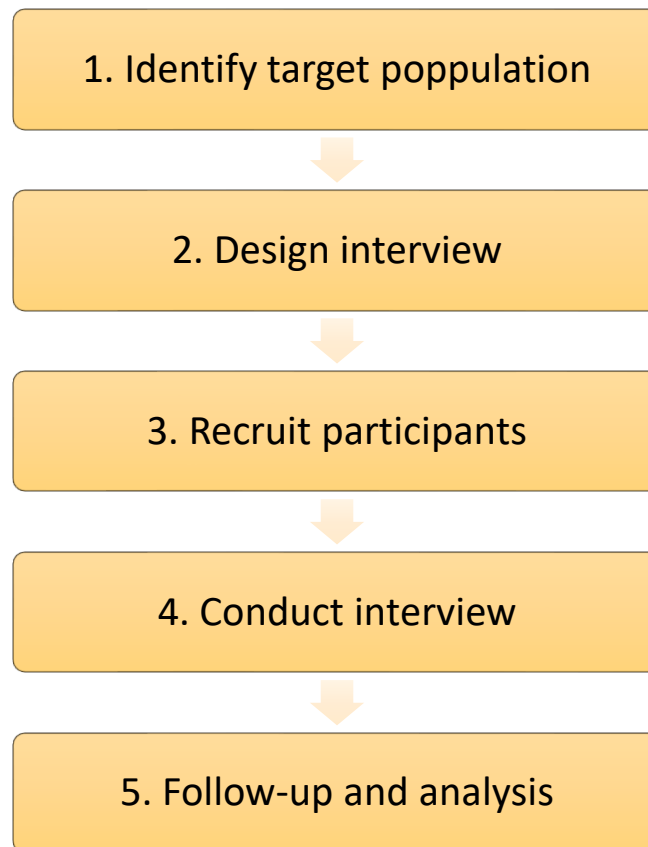 1. Identify target poppulation
2. Design interview
3. Recruit participants
4. Conduct interview
5. Follow-up and analysis